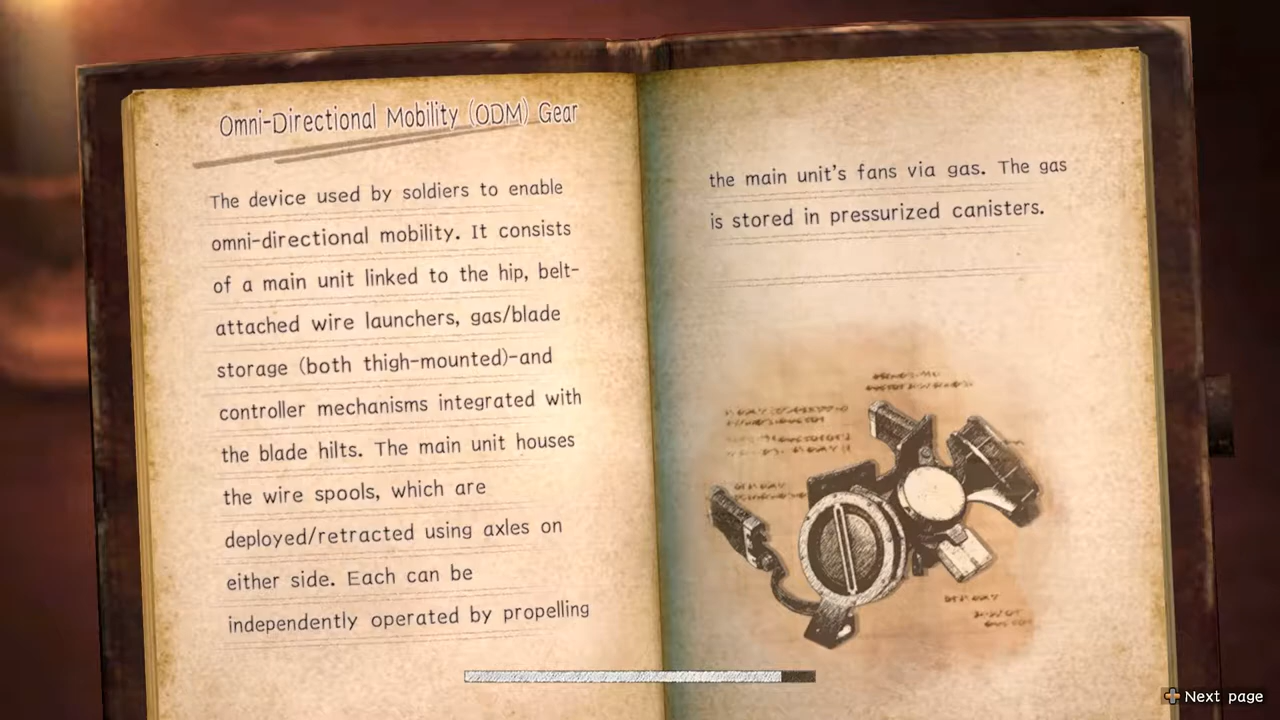 Omni-Directional Mobility (ODM) Gear
The device used by soldiers to enable
omni-directional mobility. It consists
of a main unit linked to the hip, belt-
attached wire launchers, gas/blade
storage (both thigh-mounted)-and
controller mechanisms integrated with
the blade hilts. The main unit houses
the wire spools, which are
deployed/retracted using axles on
either side. Each can be
independently operated by propelling
the main unit's fans via gas. The gas
is stored in pressurized canisters.
Next page